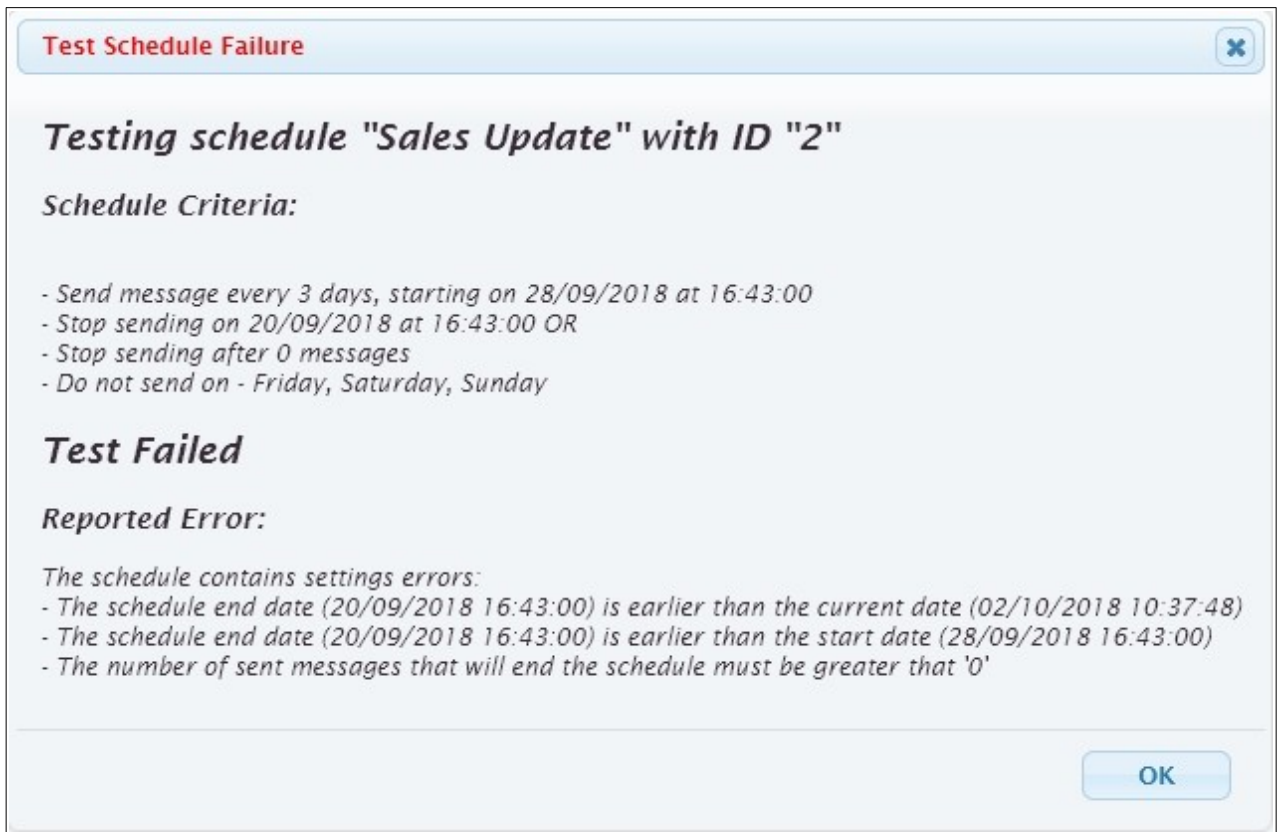 Test Schedule Failure
Testing schedule "Sales Update" with ID "2"
Schedule Criteria:
- Send message every 3 days, starting on 28/09/2018 at 16:43:00
- Stop sending on 20/09/2018 at 16:43:00 OR
- Stop sending after 0 messages
- Do not send on - Friday, Saturday, Sunday
Test Failed
Reported Error:
The schedule contains settings errors:
- The schedule end date (20/09/2018 16:43:00) is earlier than the current date (02/10/2018 10:37:48)
- The schedule end date (20/09/2018 16:43:00) is earlier than the start date (28/09/2018 16:43:00)
- The number of sent messages that will end the schedule must be greater that '0'
OK